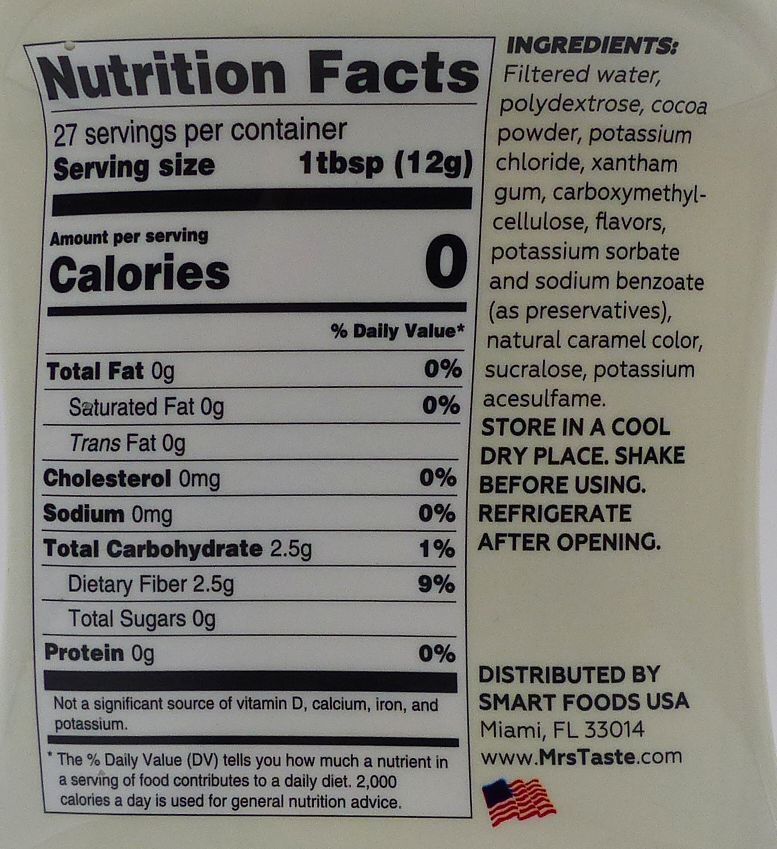 Nutrition Facts
27 servings per container
Serving size 1tbsp (12g)
Amount per serving
Calories 0
% Daily Value*
Total Fat 0g 0%
Saturated Fat 0g 0%
Trans Fat 0g
Cholesterol 0mg 0%
Sodium 0mg 0%
Total Carbohydrate 2.5g 1%
Dietary Fiber 2.5g 9%
Total Sugars 0g
Protein 0g 0%
Not a significant source of vitamin D, calcium, iron, and
potassium.
* The % Daily Value (DV) tells you how much a nutrient in
a serving of food contributes to a daily diet. 2,000
calories a day is used for general nutrition advice.
INGREDIENTS:
Filtered water,
polydextrose, cocoa
powder, potassium
chloride, xantham
gum, carboxymethyl-
cellulose, flavors,
potassium sorbate
and sodium benzoate
(as preservatives),
natural caramel color,
sucralose, potassium
acesulfame.
STORE IN A COOL
DRY PLACE. SHAKE
BEFORE USING.
REFRIGERATE
AFTER OPENING.
DISTRIBUTED BY
SMART FOODS USA
Miami, FL 33014
www.MrsTaste.com